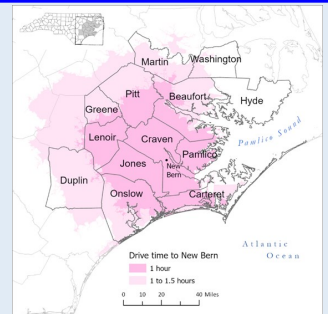 Martin
Washington
Pitt
Beaufort
Hyde
Greene
Lenoir
Craven
Pamlico
Pamlico Sound
Jones
New
Bern
Duplin
Onslow
Carteret
Atlantic
Ocean
Drive time to New Bern
1 hour
1 to 1.5 hours
0 10 20 40 Miles